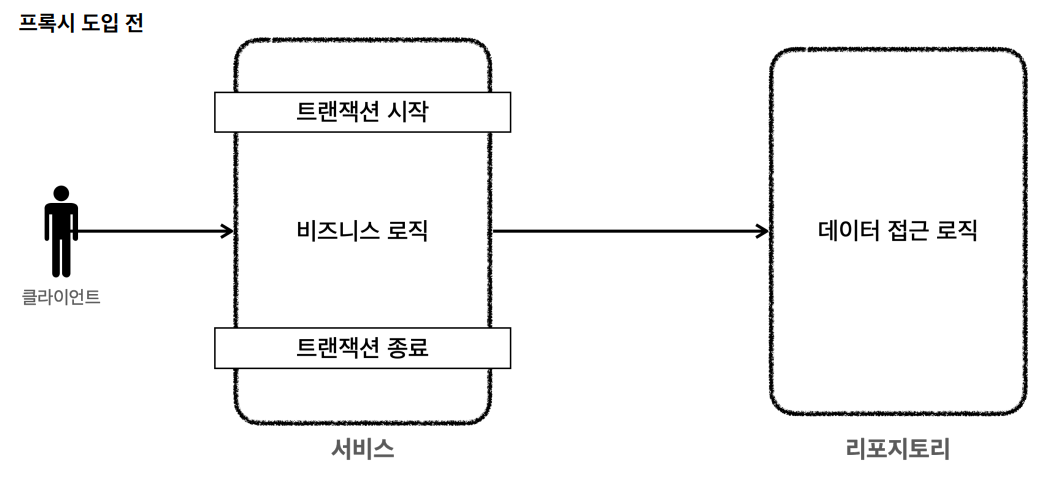 프록시 도입 전
트랜잭션 시작
비즈니스 로직
데이터 접근 로직
클라이언트
트랜잭션 종료
서비스
리포지토리